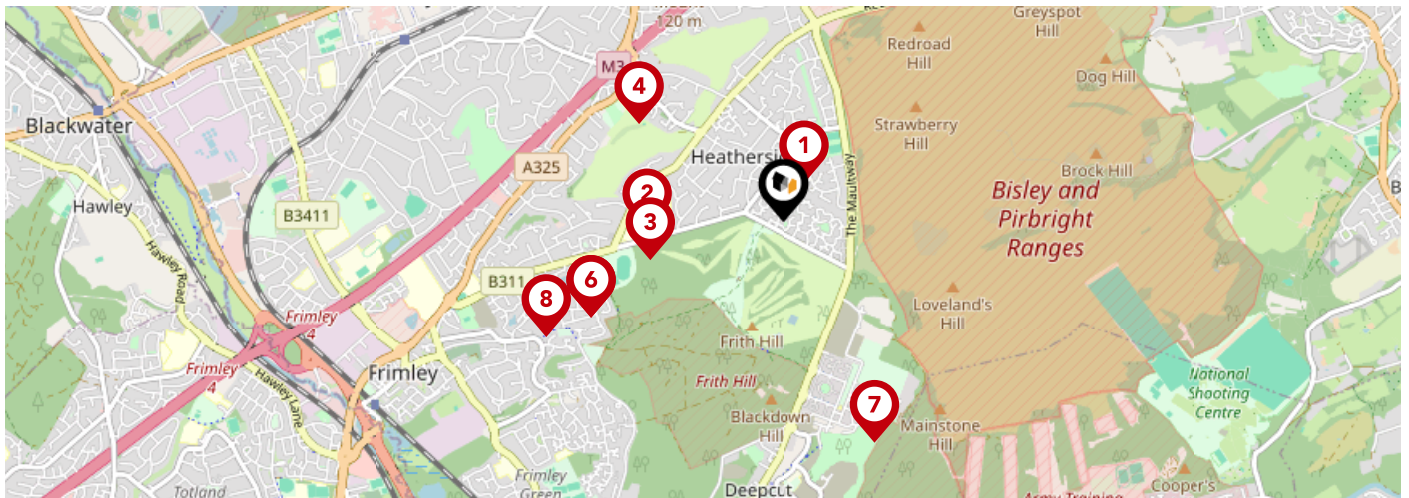 120 m
Greyspot
Hill
Redroad
Hill
M3
Dog Hill
4
Blackwater
Strawberry
Hill
1
Heathersi
A325
Brock Hill
The Maultway
Bisley and
Pirbright
Ranges
2
Hawley
B3411
3
Hawley Road
B311
6
8
Loveland's
Hill
Frimley
4
Frith Hill
Frimley
4
Frimley
Hawley Lane
Frith Hill
National
Shooting
Centre
7
Blackdown
Hill
Mainstone
Hill
Frimley
Green
Cooper's
Totland
Deepcut
Army Training